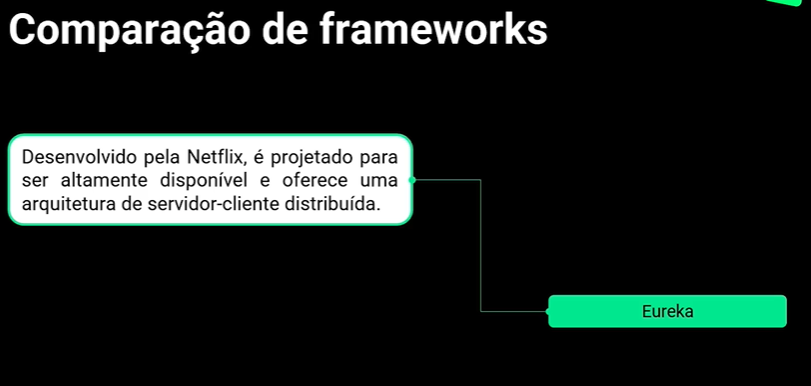 Comparação de frameworks
Desenvolvido pela Netflix, é projetado para
ser altamente disponível e oferece uma
arquitetura de servidor-cliente distribuída.
Eureka